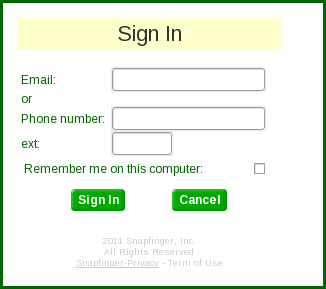 Sign In
Email:
or
Phone number:
ext:
Remember me on this computer:
Sign In Cancel
2011 Snapfinger, Inc.
All Rights Reserved
Snapfinger-Privacy - Term of Use